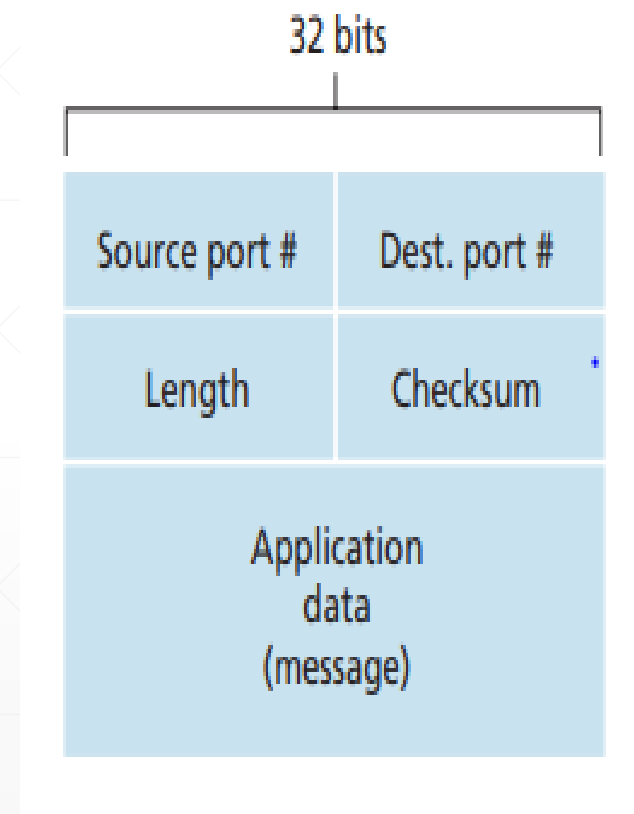 32 bits
Source port #
Dest. port #
Length
Checksum
Application
data
(message)